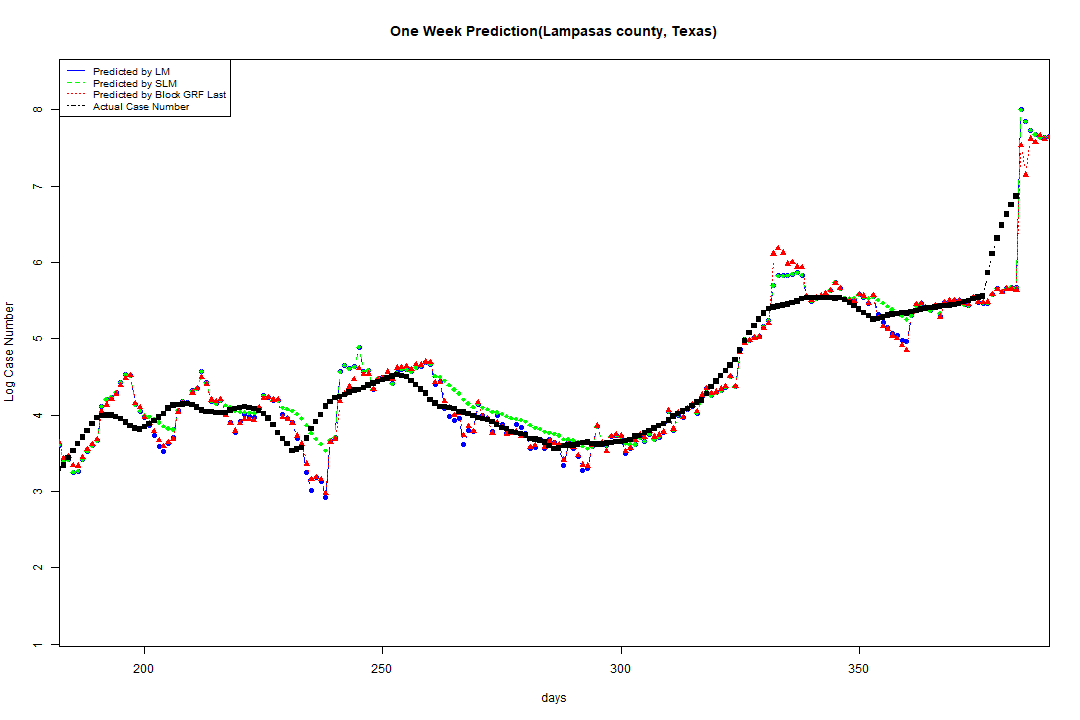 One Week Prediction(Lampasas county, Texas)
Predicted by LM
Predicted by SLM
Predicted by Block GRF Last
Actual Case Number
8
7
6
5
4
3
2
1
Log Case Number
200 250 300 350
days